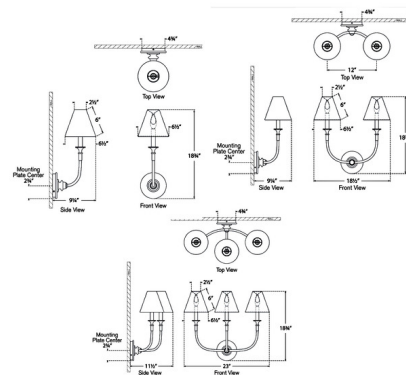 4¾"
Top View
2½"
6"
6½"
Mounting
Plate Center
2¾"
9¼"
Side View
6½"
18¾"
Front View
4¾"
12"
Top View
2½"
6"
6½"
Mounting
Plate Center
2¾"
9¼"
Side View
18½"
Front View
4¾"
Top View
2½"
6"
6½"
18¾"
Mounting
Plate Center
2¾"
11½"
Side View
23"
Front View